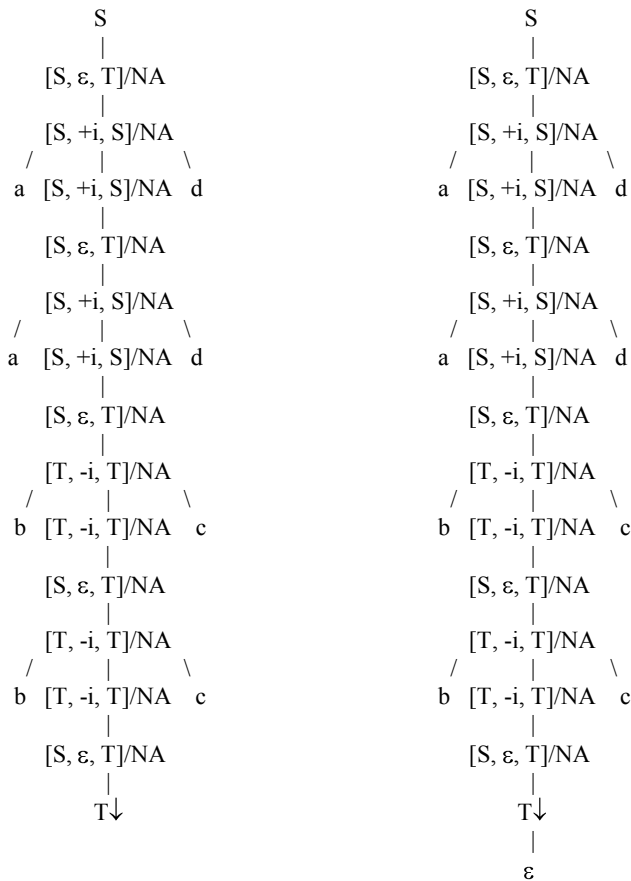 S S
[S, ε, T]/NA [S, ε, T]/NA
[S, +i, S]/NA [S, +i, S]/NA
a [S, +i, S]/NA d a [S, +i, S]/NA d
[S, ε, T]/NA [S, ε, T]/NA
[S, +i, S]/NA [S, +i, S]/NA
a [S, +i, S]/NA d a [S, +i, S]/NA d
[S, ε, T]/NA [S, ε, T]/NA
[T, -i, T]/NA [T, -i, T]/NA
b [T, -i, T]/NA c b [T, -i, T]/NA c
[S, ε, T]/NA [S, ε, T]/NA
[T, -i, T]/NA [T, -i, T]/NA
b [T, -i, T]/NA c b [T, -i, T]/NA c
[S, ε, T]/NA [S, ε, T]/NA
T↓ T↓
ε